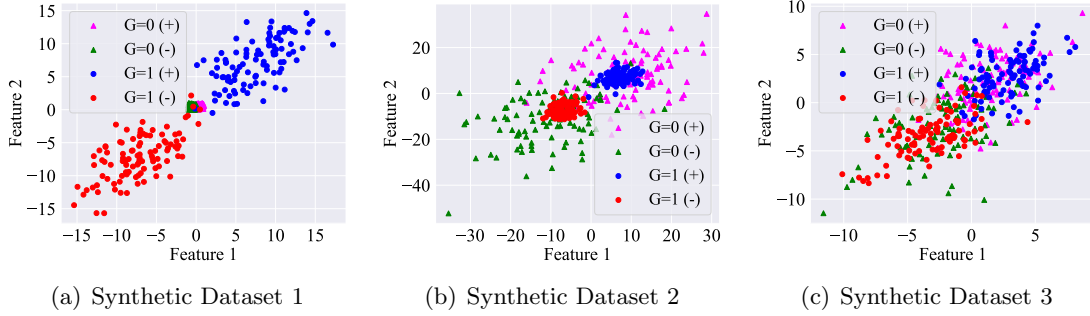 15
10
5
0
−5
−10
−15
Feature 2
G=0 (+)
G=0 (-)
G=1 (+)
G=1 (-)
−15 −10 −5 0 5 10 15
Feature 1
(a) Synthetic Dataset 1
20
0
−20
−40
Feature 2
G=0 (+)
G=0 (-)
G=1 (+)
G=1 (-)
−30 −20 −10 0 10 20 30
Feature 1
(b) Synthetic Dataset 2
10
5
0
−5
−10
Feature 2
G=0 (+)
G=0 (-)
G=1 (+)
G=1 (-)
−10 −5 0 5
Feature 1
(c) Synthetic Dataset 3